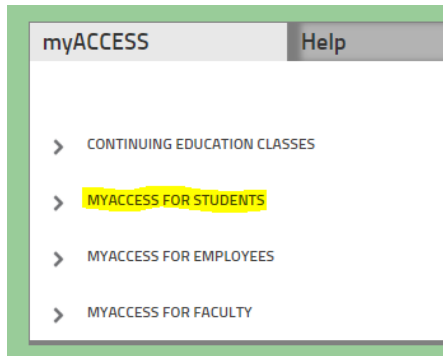 myACCESS Help
CONTINUING EDUCATION CLASSES
MYACCESS FOR STUDENTS
MYACCESS FOR EMPLOYEES
MYACCESS FOR FACULTY